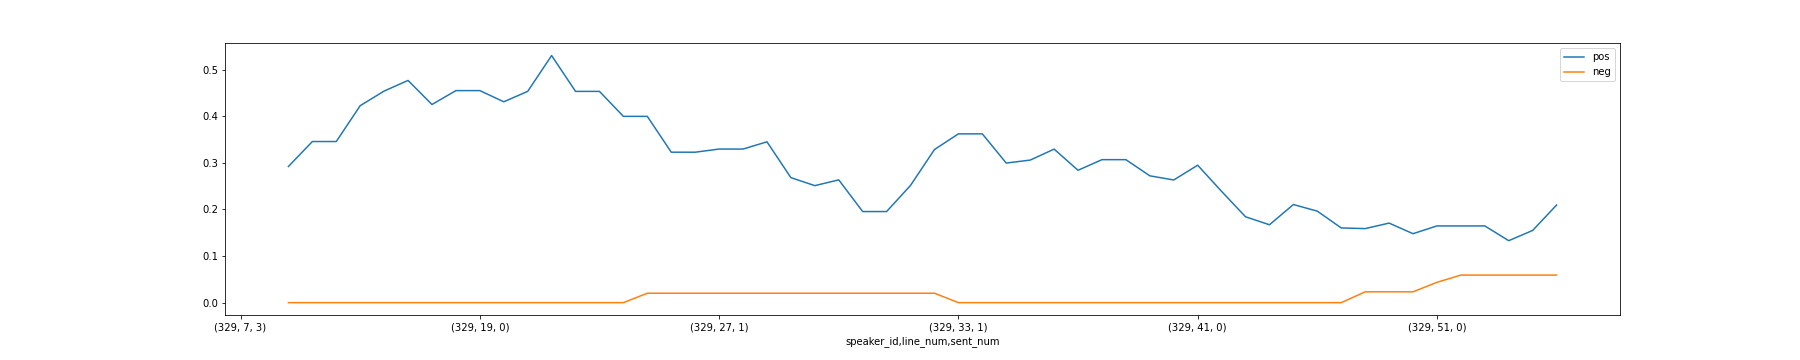 pos
neg
0.5
0.4
0.3
0.2
0.1
0.0
(329, 7, 3) (329, 19, 0) (329, 27, 1) (329, 33, 1) (329, 41, 0) (329, 51, 0)
speaker_id,line_num,sent_num